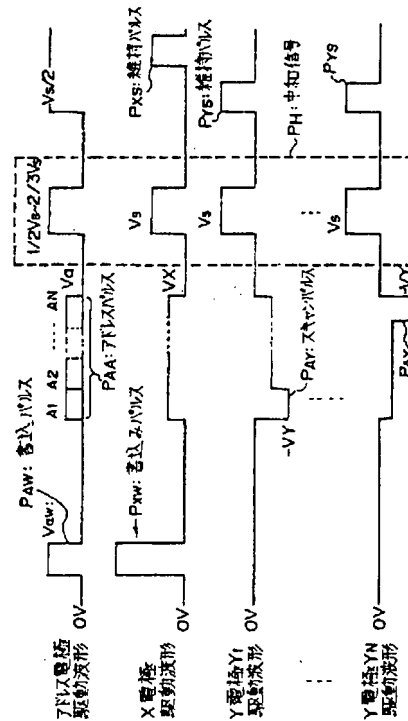 アドレス電極
駆動波形
0V
PAW: 書込パルス
Vaw:
A1 A2 ‥‥ AN
Va
PAA: アドレスパルス
1/2Vs~2/3Vs
Vs/2
X電極
駆動波形
0V
PXW: 書込みパルス
VX
Vs
PXS: 維持パルス
Y電極Y1
駆動波形
0V
-VY
PAY: スキャンパルス
Vs
PYS: 維持パルス
PH: 中和信号
Y電極YN
駆動波形
0V
PAY
-VY
Vs
PYS